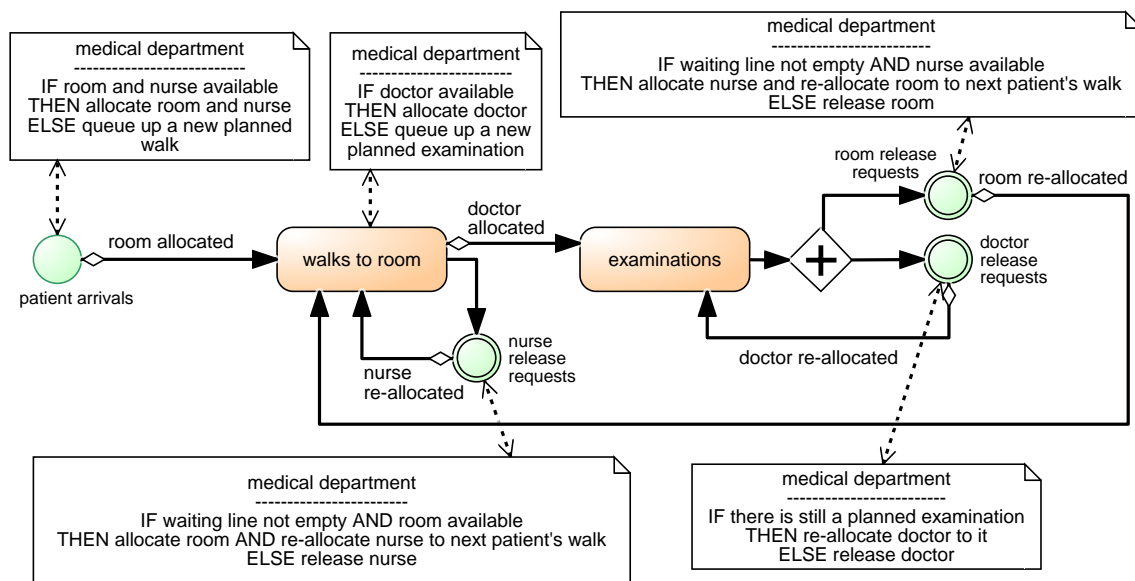 medical department
---------------------------
IF room and nurse available
THEN allocate room and nurse
ELSE queue up a new planned
walk
medical department
-------------------------
IF doctor available
THEN allocate doctor
ELSE queue up a new
planned examination
medical department
---------------------------
IF waiting line not empty AND nurse available
THEN allocate nurse and re-allocate room to next patient's walk
ELSE release room
room release
requests
room re-allocated
room allocated
doctor
allocated
walks to room
examinations
doctor
release
requests
patient arrivals
nurse
re-allocated
nurse
release
requests
doctor re-allocated
medical department
-------------------------
IF waiting line not empty AND room available
THEN allocate room AND re-allocate nurse to next patient's walk
ELSE release nurse
medical department
--------------------------
IF there is still a planned examination
THEN re-allocate doctor to it
ELSE release doctor